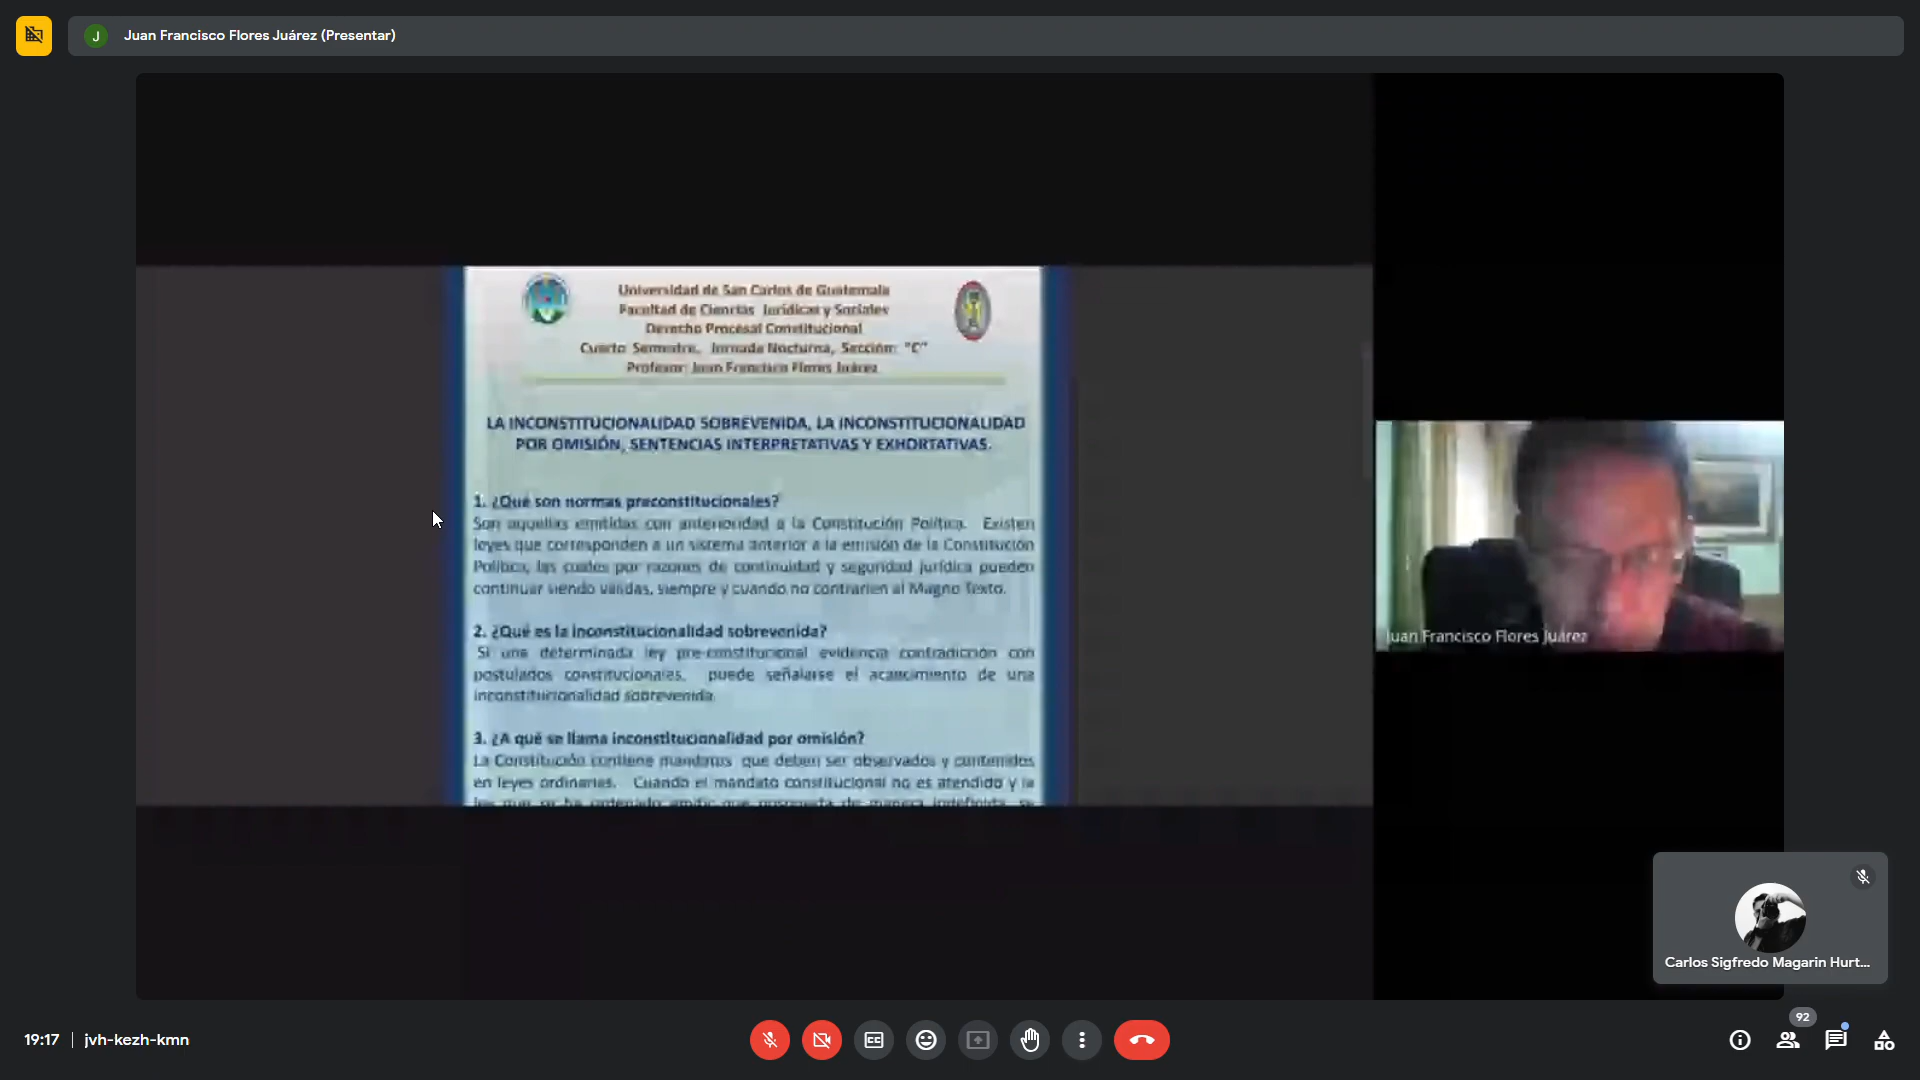 J Juan Francisco Flores Juárez (Presentar)
Universidad de San Carlos de Guatemala
Facultad de Ciencias Jurídicas y Sociales
Derecho Procesal Constitucional
Cuarto Semestre, Jornada Nocturna, Sección: "C"
Profesor: Juan Francisco Flores Juárez
LA INCONSTITUCIONALIDAD SOBREVENIDA, LA INCONSTITUCIONALIDAD
POR OMISIÓN, SENTENCIAS INTERPRETATIVAS Y EXHORTATIVAS.
1. ¿Qué son normas preconstitucionales?
Son aquellas emitidas con anterioridad a la Constitución Política. Existen
leyes que corresponden a un sistema anterior a la emisión de la Constitución
Política, las cuales por razones de continuidad y seguridad jurídica pueden
continuar siendo válidas, siempre y cuando no contraríen al Magno Texto.
2. ¿Qué es la inconstitucionalidad sobrevenida?
Si una determinada ley pre-constitucional evidencia contradicción con
postulados constitucionales, puede señalarse el acaecimiento de una
inconstitucionalidad sobrevenida.
3. ¿A qué se llama inconstitucionalidad por omisión?
La Constitución contiene mandatos que deben ser observados y contenidos
en leyes ordinarias. Cuando el mandato constitucional no es atendido y la
Juan Francisco Flores Juárez
Carlos Sigfredo Magarin Hurt...
19:17 | jvh-kezh-kmn
92